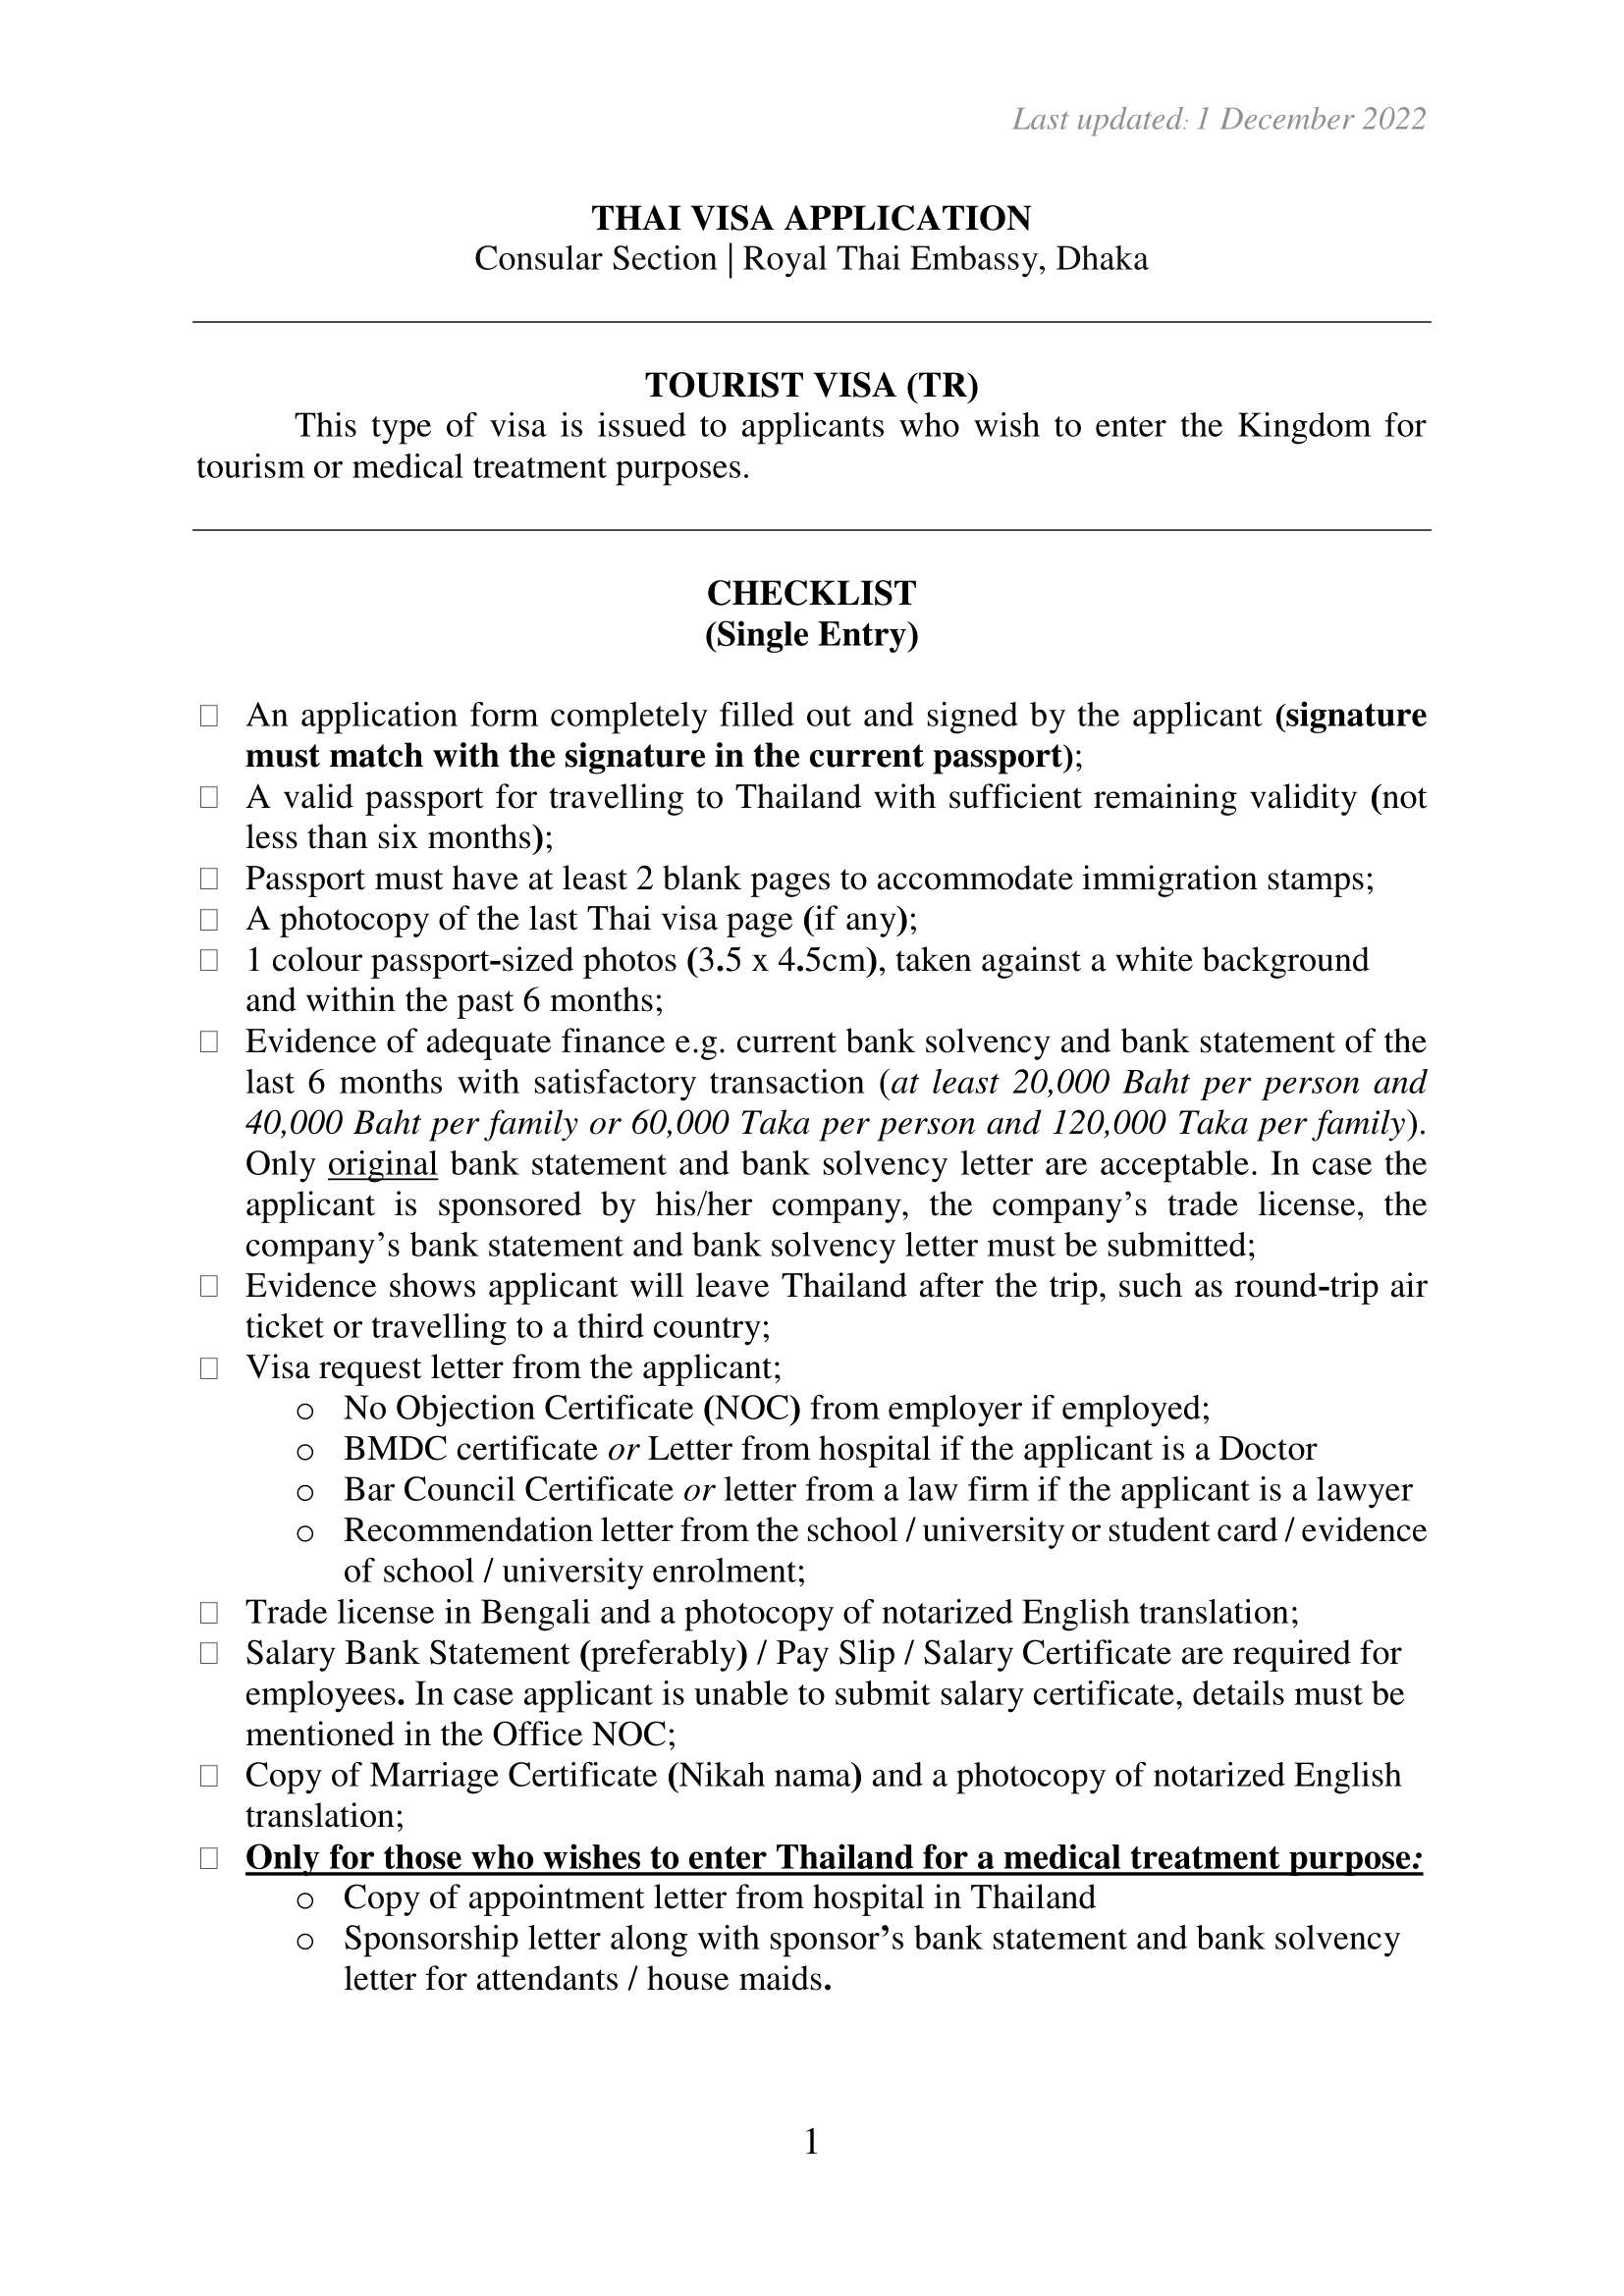 Last updated: 1 December 2022
THAI VISA APPLICATION
Consular Section | Royal Thai Embassy, Dhaka
TOURIST VISA (TR)
This type of visa is issued to applicants who wish to enter the Kingdom for
tourism or medical treatment purposes.
CHECKLIST
(Single Entry)
□ An application form completely filled out and signed by the applicant (signature
must match with the signature in the current passport);
□ A valid passport for travelling to Thailand with sufficient remaining validity (not
less than six months);
□ Passport must have at least 2 blank pages to accommodate immigration stamps;
□ A photocopy of the last Thai visa page (if any);
□ 1 colour passport-sized photos (3.5 x 4.5cm), taken against a white background
and within the past 6 months;
□ Evidence of adequate finance e.g. current bank solvency and bank statement of the
last 6 months with satisfactory transaction (at least 20,000 Baht per person and
40,000 Baht per family or 60,000 Taka per person and 120,000 Taka per family).
Only original bank statement and bank solvency letter are acceptable. In case the
applicant is sponsored by his/her company, the company’s trade license, the
company’s bank statement and bank solvency letter must be submitted;
□ Evidence shows applicant will leave Thailand after the trip, such as round-trip air
ticket or travelling to a third country;
□ Visa request letter from the applicant;
o No Objection Certificate (NOC) from employer if employed;
o BMDC certificate or Letter from hospital if the applicant is a Doctor
o Bar Council Certificate or letter from a law firm if the applicant is a lawyer
o Recommendation letter from the school / university or student card / evidence
of school / university enrolment;
□ Trade license in Bengali and a photocopy of notarized English translation;
□ Salary Bank Statement (preferably) / Pay Slip / Salary Certificate are required for
employees. In case applicant is unable to submit salary certificate, details must be
mentioned in the Office NOC;
□ Copy of Marriage Certificate (Nikah nama) and a photocopy of notarized English
translation;
□ Only for those who wishes to enter Thailand for a medical treatment purpose:
o Copy of appointment letter from hospital in Thailand
o Sponsorship letter along with sponsor’s bank statement and bank solvency
letter for attendants / house maids.
1